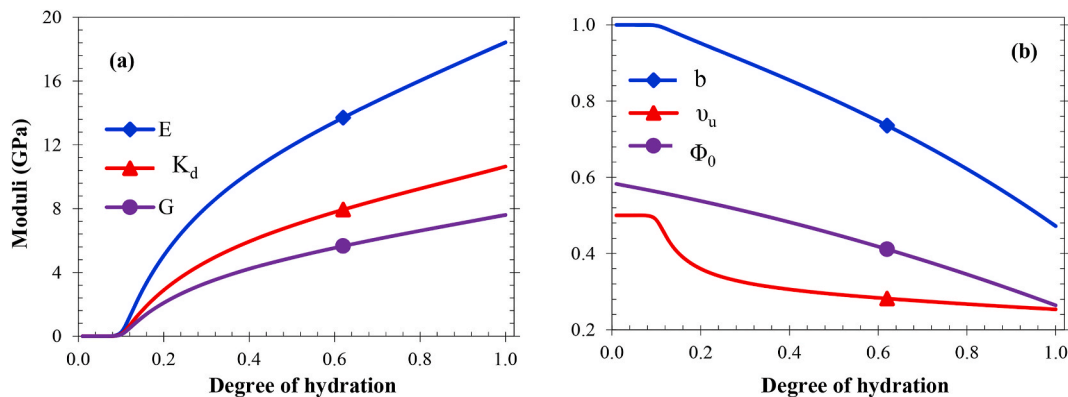 20
16
12
8
4
0
Moduli (GPa)
(a)
E
K_d
G
0.0 0.2 0.4 0.6 0.8 1.0
Degree of hydration
1.0
0.8
0.6
0.4
0.2
(b)
b
υ_u
Φ_0
0.0 0.2 0.4 0.6 0.8 1.0
Degree of hydration